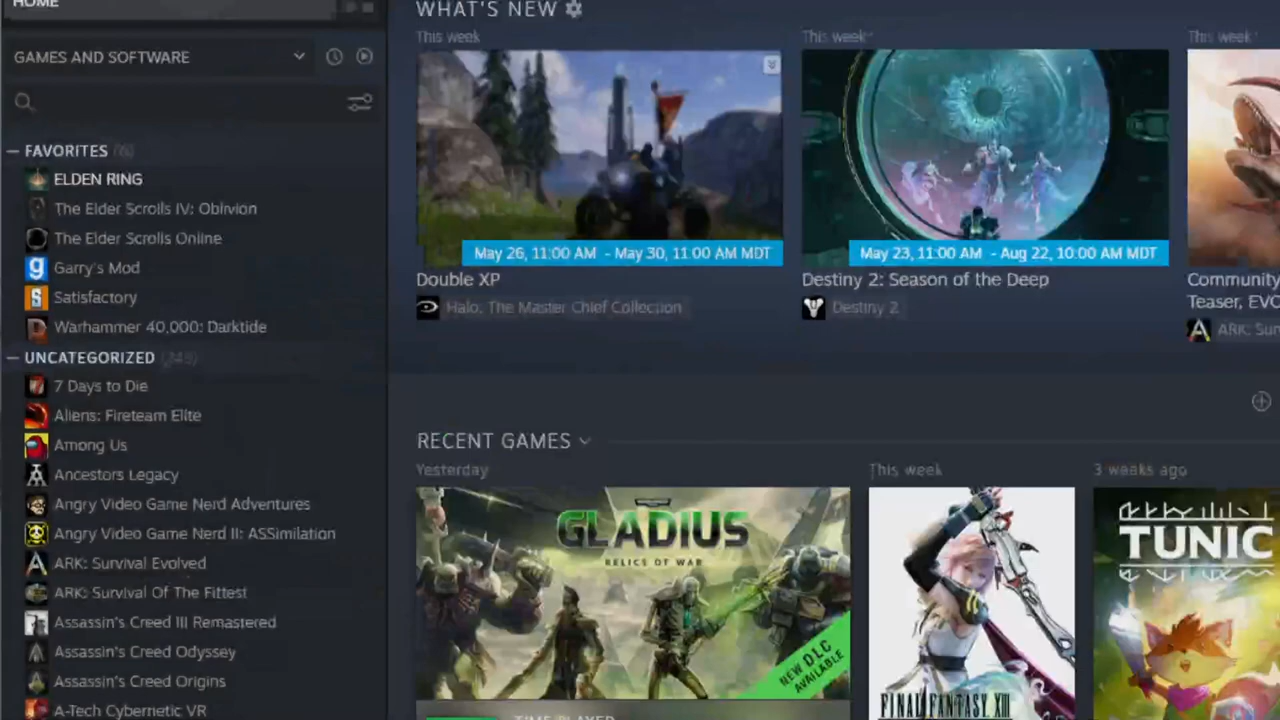 HOME
GAMES AND SOFTWARE
FAVORITES (6)
ELDEN RING
The Elder Scrolls IV: Oblivion
The Elder Scrolls Online
Garry's Mod
Satisfactory
Warhammer 40,000: Darktide
UNCATEGORIZED
7 Days to Die
Aliens: Fireteam Elite
Among Us
Ancestors Legacy
Angry Video Game Nerd Adventures
Angry Video Game Nerd II: ASSimilation
ARK: Survival Evolved
ARK: Survival Of The Fittest
Assassin's Creed III Remastered
Assassin's Creed Odyssey
Assassin's Creed Origins
A-Tech Cybernetic VR
WHAT'S NEW
This week
May 26, 11:00 AM - May 30, 11:00 AM MDT
Double XP
Halo: The Master Chief Collection
This week
May 23, 11:00 AM - Aug 22, 10:00 AM MDT
Destiny 2: Season of the Deep
Destiny 2
This week
Community
Teaser, EVO
ARK: Sur
RECENT GAMES
Yesterday
GLADIUS
RELICS OF WAR
NEW DLC
AVAILABLE
TIME PLAYED
This week
FINAL FANTASY XIII
3 weeks ago
TUNIC